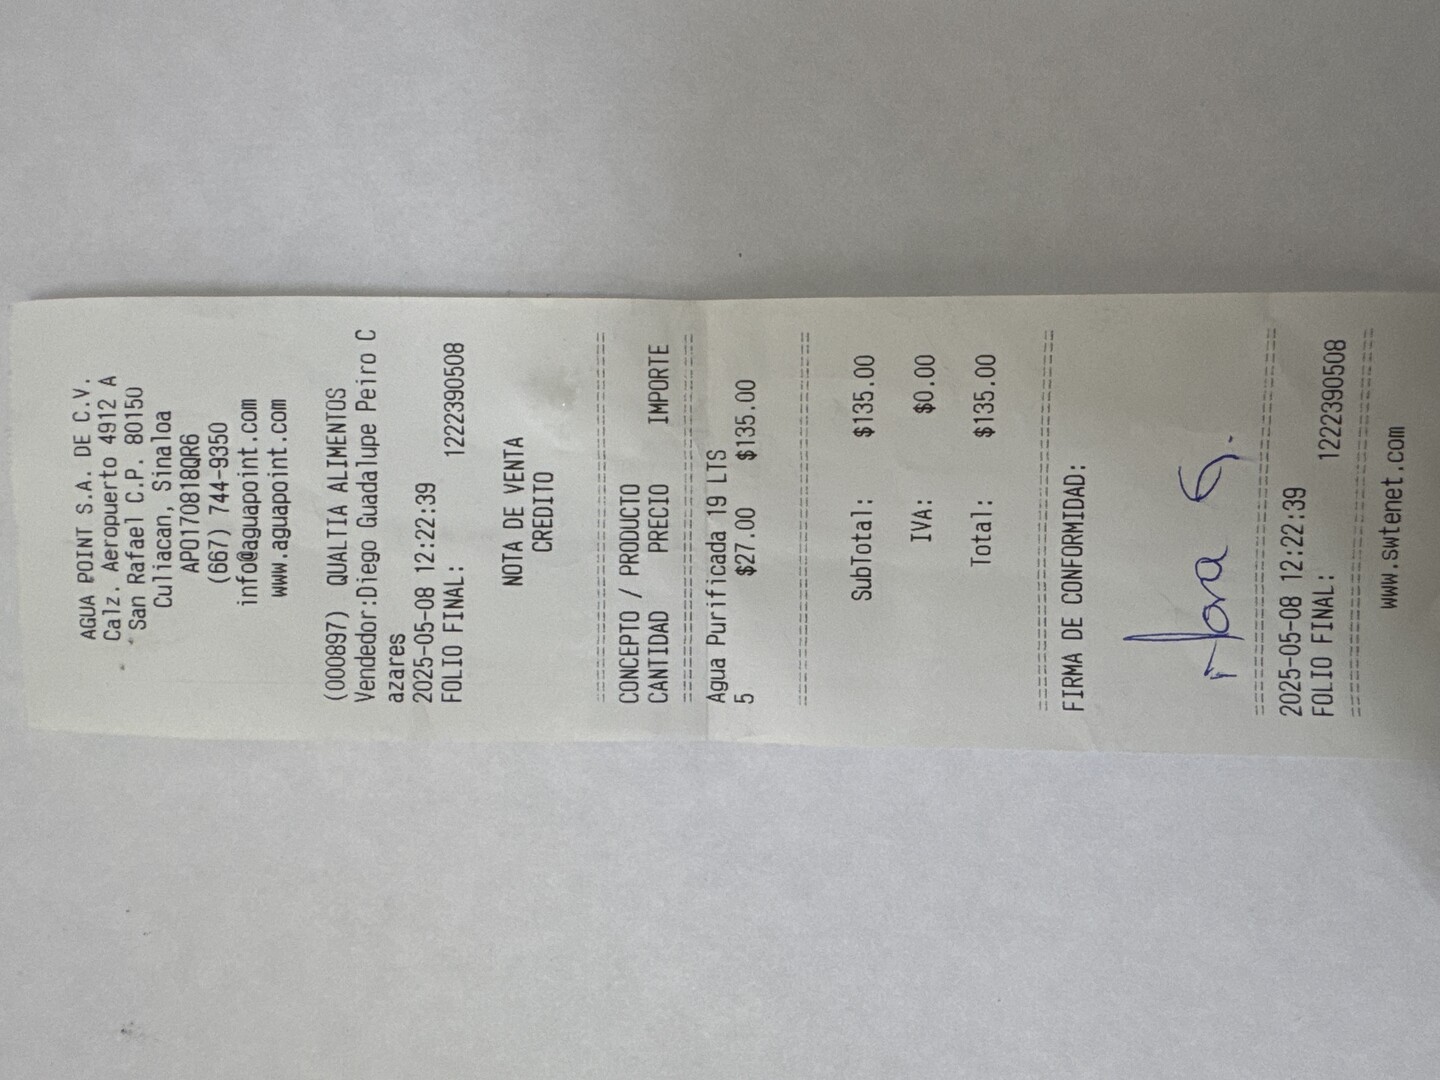 AGUA POINT S.A. DE C.V.
Calz. Aeropuerto 4912 A
San Rafael C.P. 80150
Culiacan, Sinaloa
APO170818QR6
(667) 744-9350
info@aguapoint.com
www.aguapoint.com
(000897) QUALTIA ALIMENTOS
Vendedor:Diego Guadalupe Peiro C
azares
2025-05-08 12:22:39
FOLIO FINAL: 1222390508
NOTA DE VENTA
CREDITO
================================
CONCEPTO / PRODUCTO
CANTIDAD PRECIO IMPORTE
================================
Agua Purificada 19 LTS
5 $27.00 $135.00
================================
SubTotal: $135.00
IVA: $0.00
Total: $135.00
================================
FIRMA DE CONFORMIDAD:
================================
2025-05-08 12:22:39
FOLIO FINAL: 1222390508
================================
www.swtenet.com